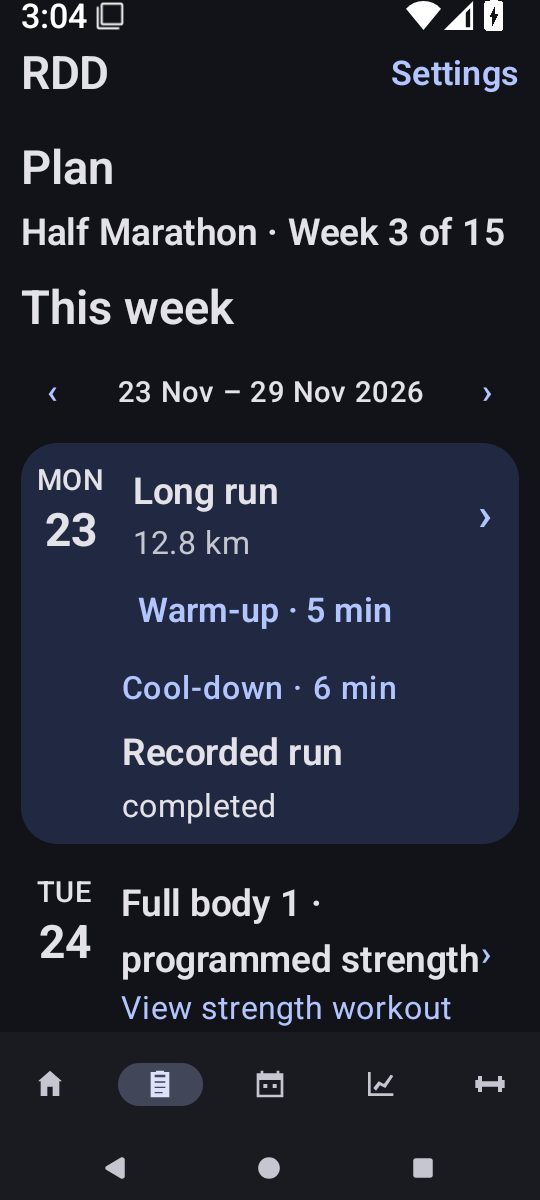 3:04
RDD
Settings
Plan
Half Marathon · Week 3 of 15
This week
‹ 23 Nov – 29 Nov 2026 ›
MON
23
Long run
12.8 km
›
Warm-up · 5 min
Cool-down · 6 min
Recorded run
completed
TUE
24
Full body 1 ·
programmed strength›
View strength workout